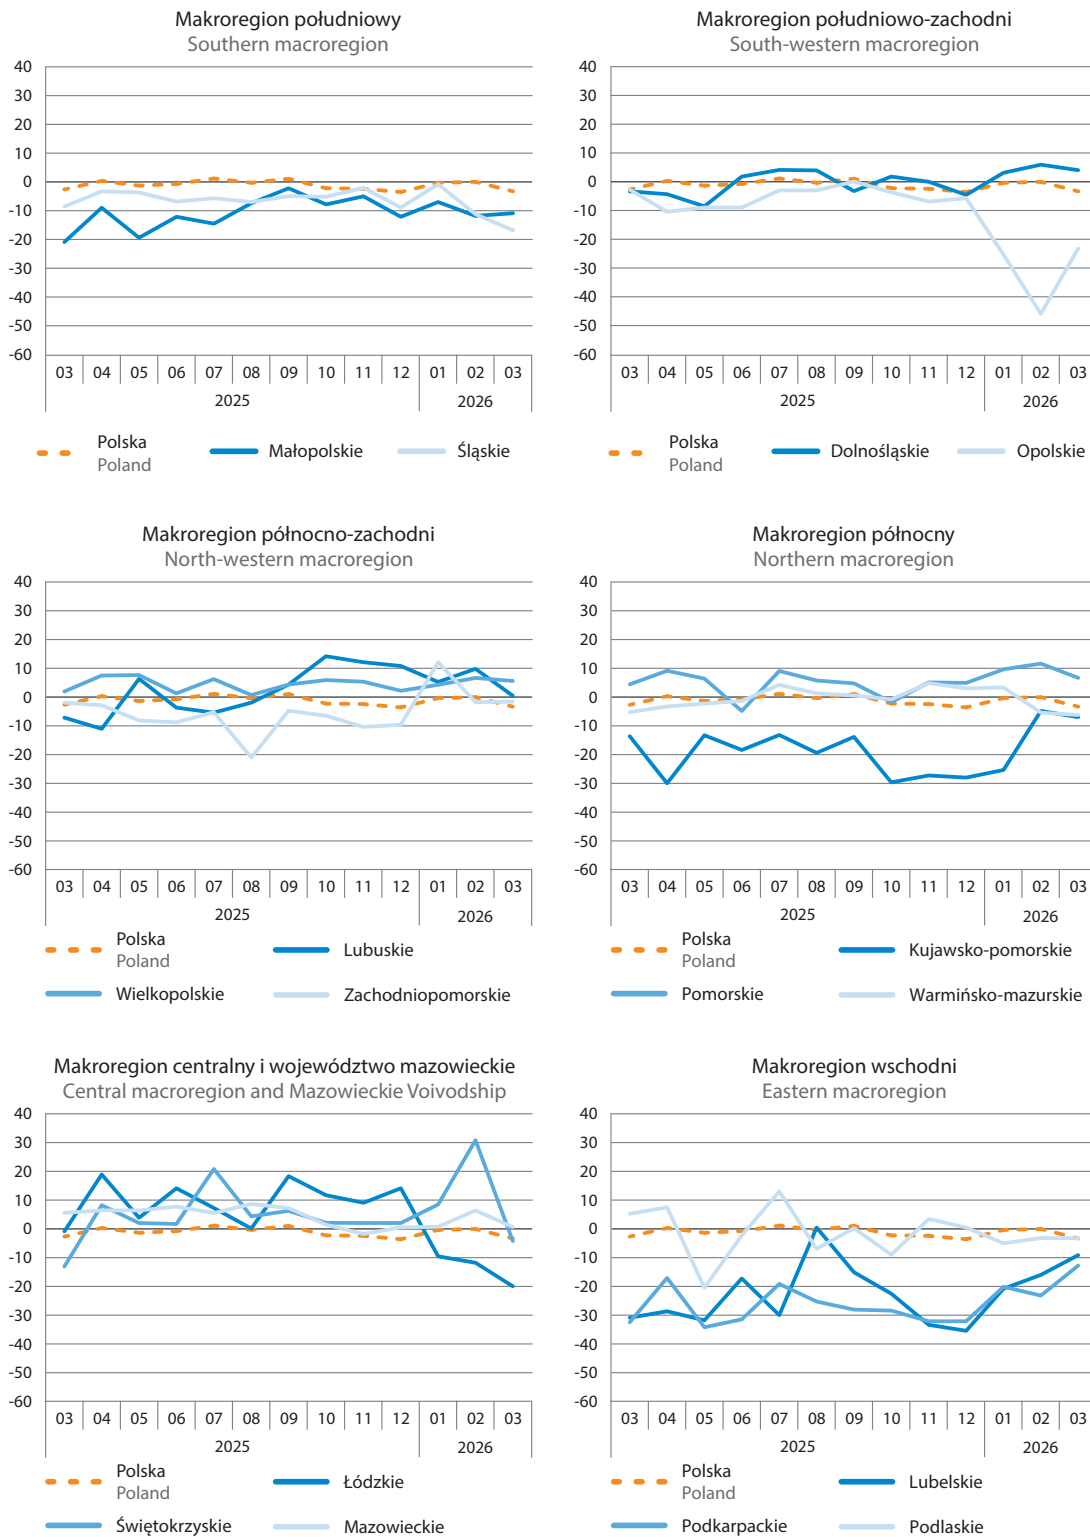 Makroregion południowy
Southern macroregion
40
30
20
10
0
-10
-20
-30
-40
-50
-60
03 04 05 06 07 08 09 10 11 12 01 02 03
2025 2026
Polska
Poland
Małopolskie
Śląskie
Makroregion południowo-zachodni
South-western macroregion
40
30
20
10
0
-10
-20
-30
-40
-50
-60
03 04 05 06 07 08 09 10 11 12 01 02 03
2025 2026
Polska
Poland
Dolnośląskie
Opolskie
Makroregion północno-zachodni
North-western macroregion
40
30
20
10
0
-10
-20
-30
-40
-50
-60
03 04 05 06 07 08 09 10 11 12 01 02 03
2025 2026
Polska
Poland
Lubuskie
Wielkopolskie
Zachodniopomorskie
Makroregion północny
Northern macroregion
40
30
20
10
0
-10
-20
-30
-40
-50
-60
03 04 05 06 07 08 09 10 11 12 01 02 03
2025 2026
Polska
Poland
Kujawsko-pomorskie
Pomorskie
Warmińsko-mazurskie
Makroregion centralny i województwo mazowieckie
Central macroregion and Mazowieckie Voivodship
40
30
20
10
0
-10
-20
-30
-40
-50
-60
03 04 05 06 07 08 09 10 11 12 01 02 03
2025 2026
Polska
Poland
Łódzkie
Świętokrzyskie
Mazowieckie
Makroregion wschodni
Eastern macroregion
40
30
20
10
0
-10
-20
-30
-40
-50
-60
03 04 05 06 07 08 09 10 11 12 01 02 03
2025 2026
Polska
Poland
Lubelskie
Podkarpackie
Podlaskie